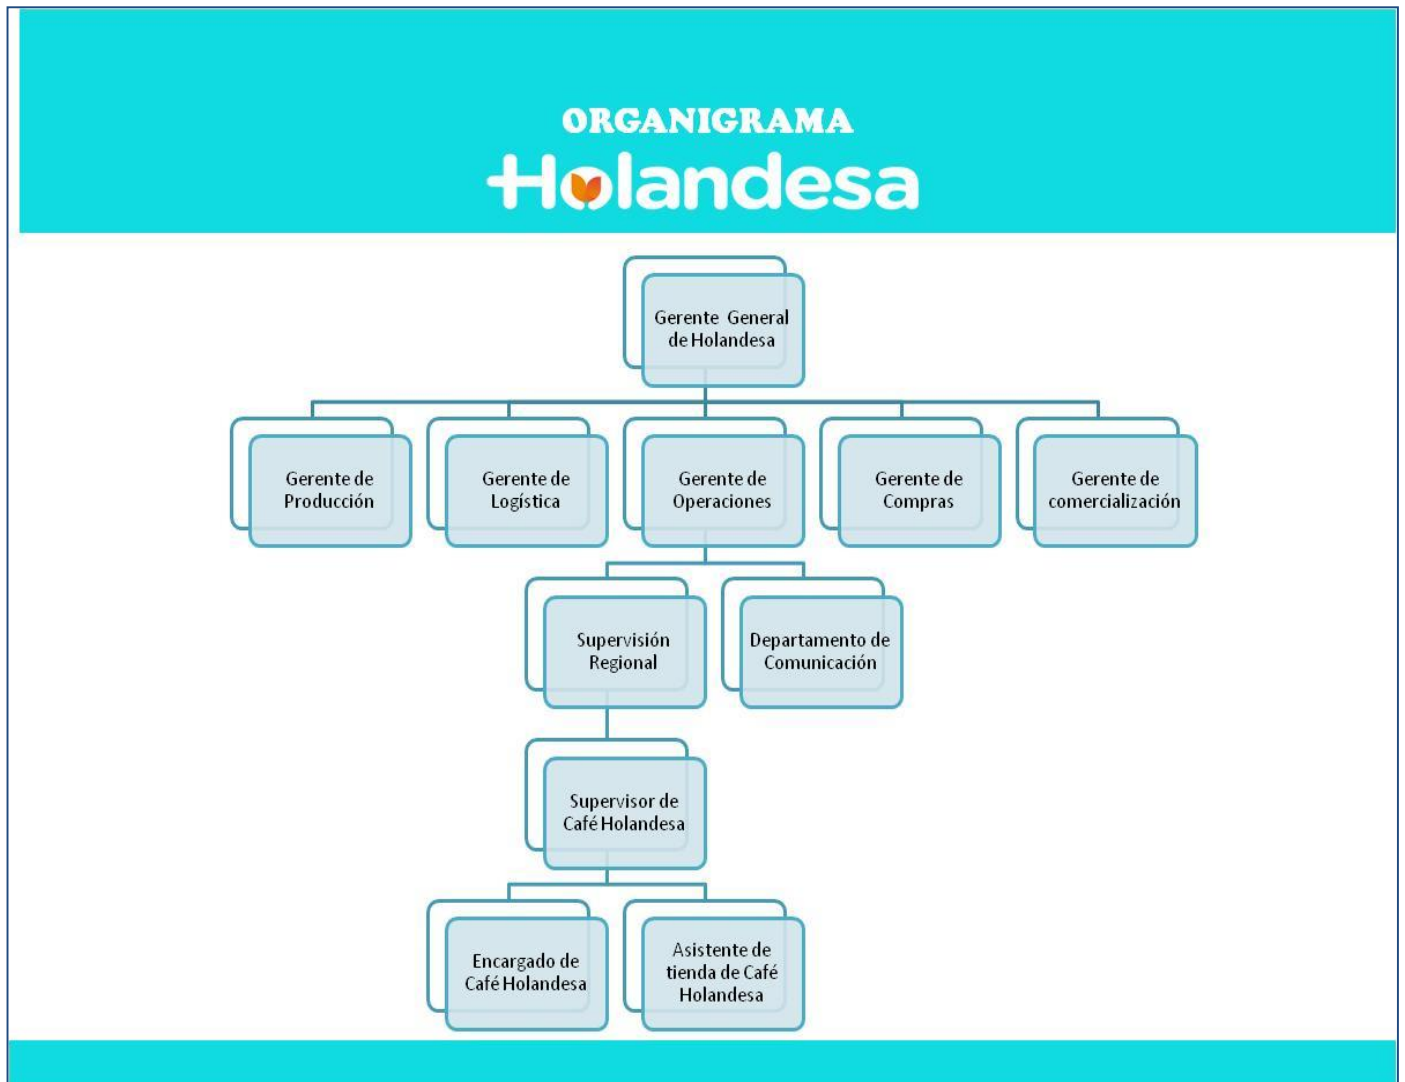 ORGANIGRAMA
Holandesa
Gerente General
de Holandesa
Gerente de
Producción
Gerente de
Logística
Gerente de
Operaciones
Gerente de
Compras
Gerente de
comercialización
Supervisión
Regional
Departamento de
Comunicación
Supervisor de
Café Holandesa
Encargado de
Café Holandesa
Asistente de
tienda de Café
Holandesa